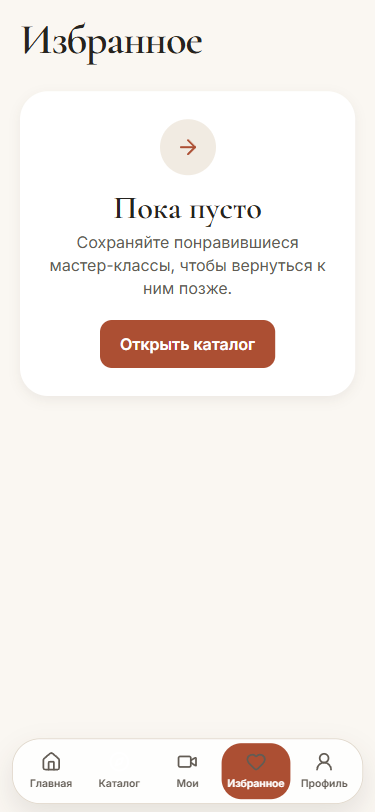 Избранное
Пока пусто
Сохраняйте понравившиеся
мастер-классы, чтобы вернуться к
ним позже.
Открыть каталог
Главная
Каталог
Мои
Избранное
Профиль